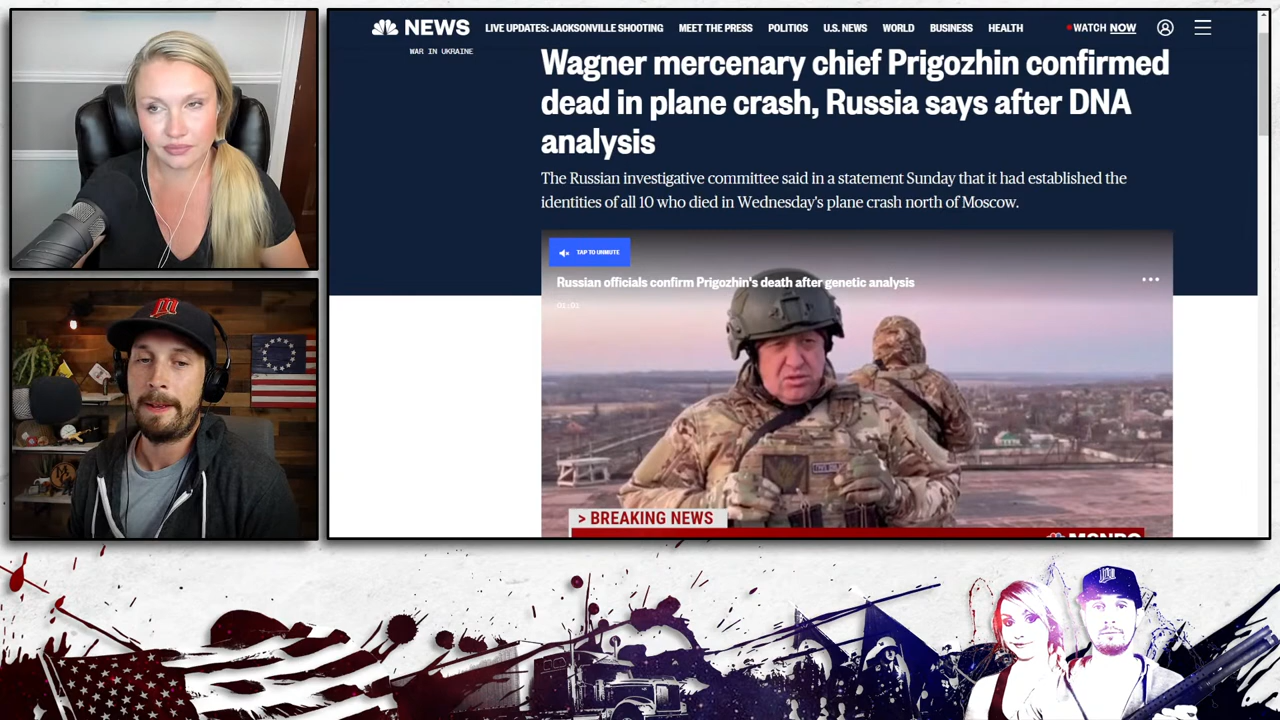 NEWS
LIVE UPDATES: JACKSONVILLE SHOOTING
MEET THE PRESS
POLITICS
U.S. NEWS
WORLD
BUSINESS
HEALTH
WATCH NOW
WAR IN UKRAINE
Wagner mercenary chief Prigozhin confirmed
dead in plane crash, Russia says after DNA
analysis
The Russian investigative committee said in a statement Sunday that it had established the
identities of all 10 who died in Wednesday's plane crash north of Moscow.
TAP TO UNMUTE
Russian officials confirm Prigozhin's death after genetic analysis
01:01
> BREAKING NEWS
MSNBC